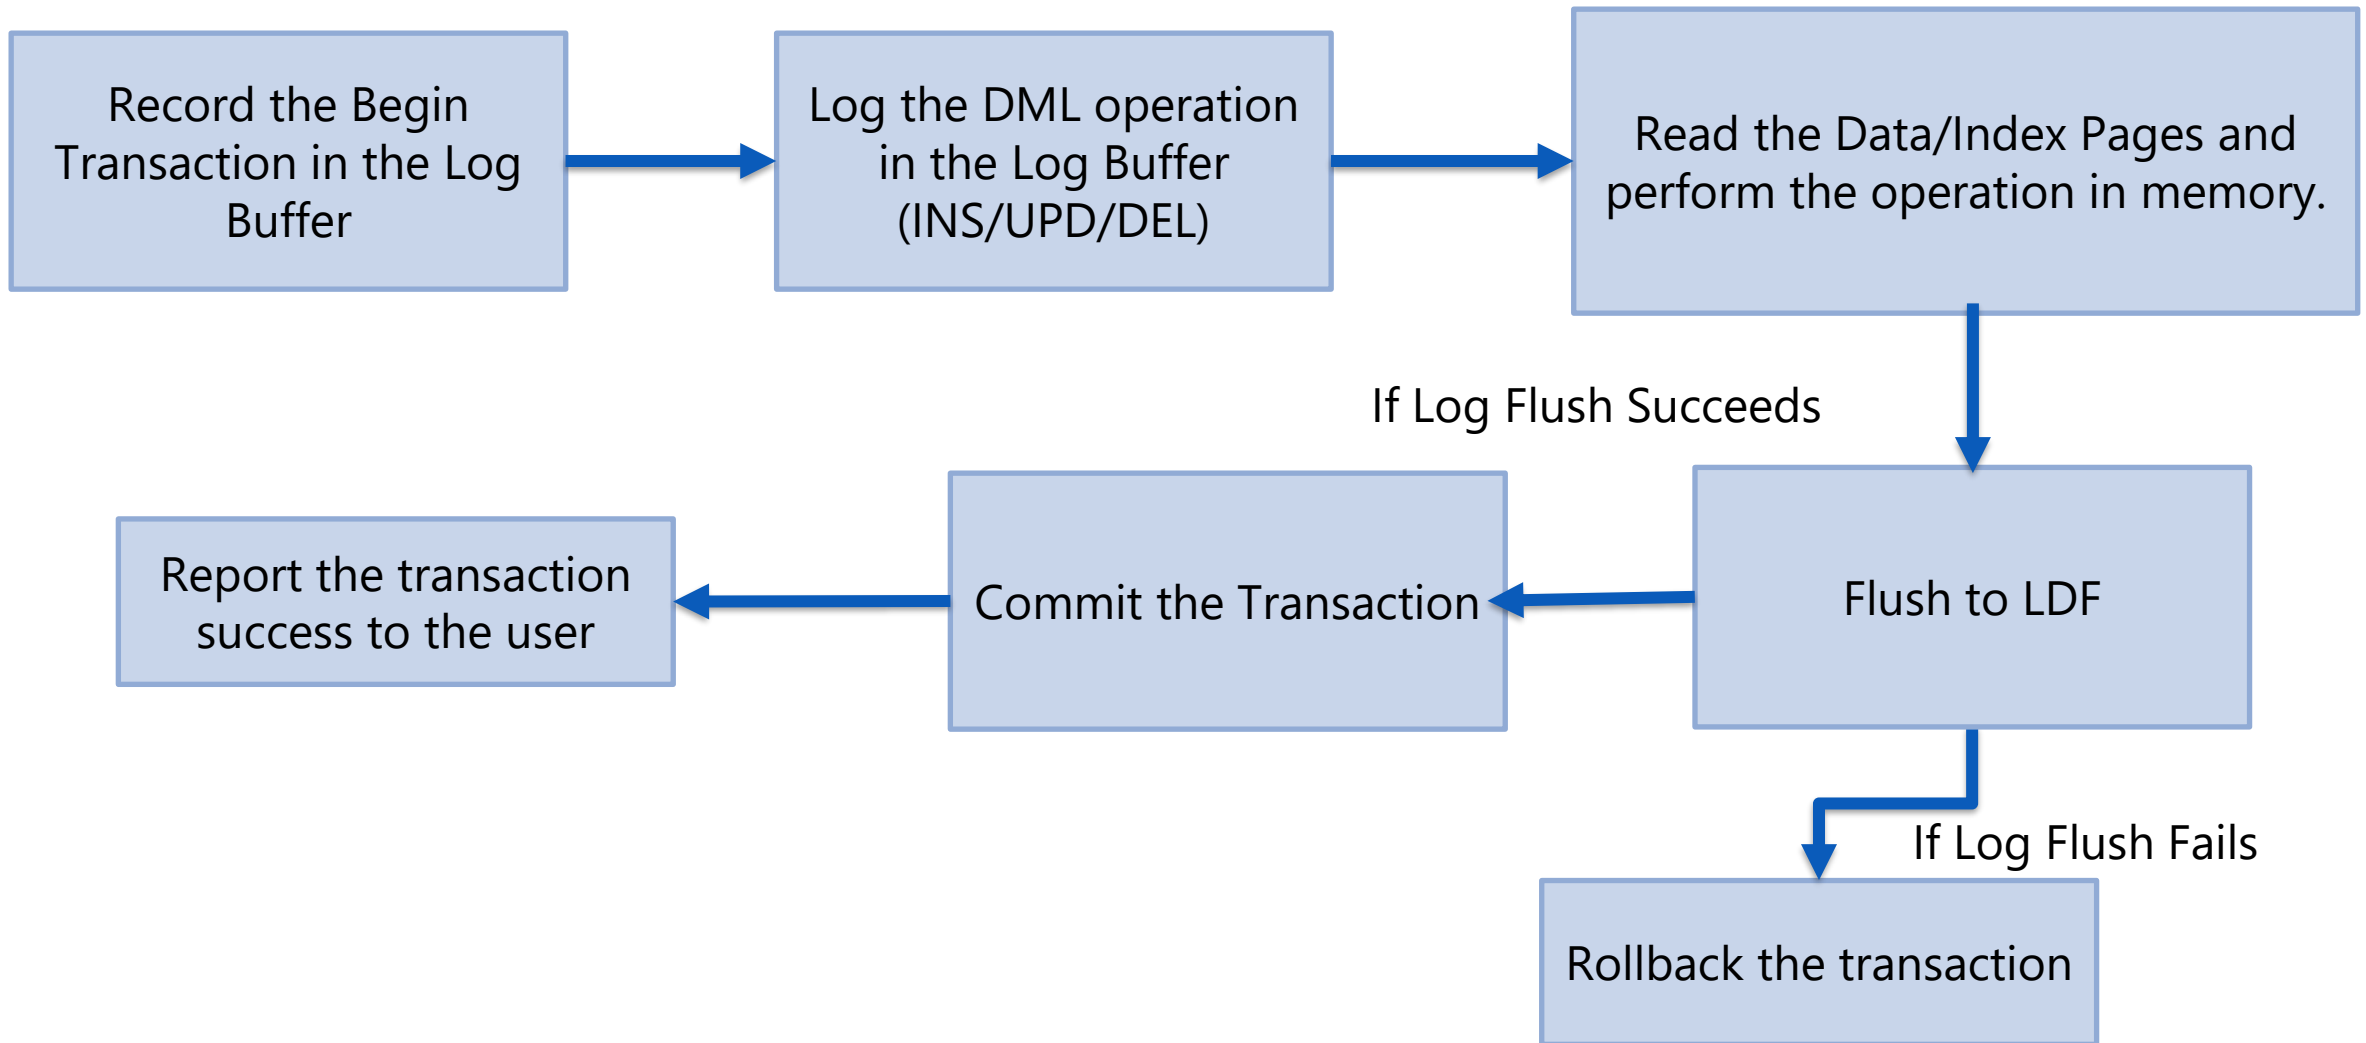 Record the Begin
Transaction in the Log
Buffer
Log the DML operation
in the Log Buffer
(INS/UPD/DEL)
Read the Data/Index Pages and
perform the operation in memory.
If Log Flush Succeeds
Flush to LDF
Commit the Transaction
Report the transaction
success to the user
If Log Flush Fails
Rollback the transaction